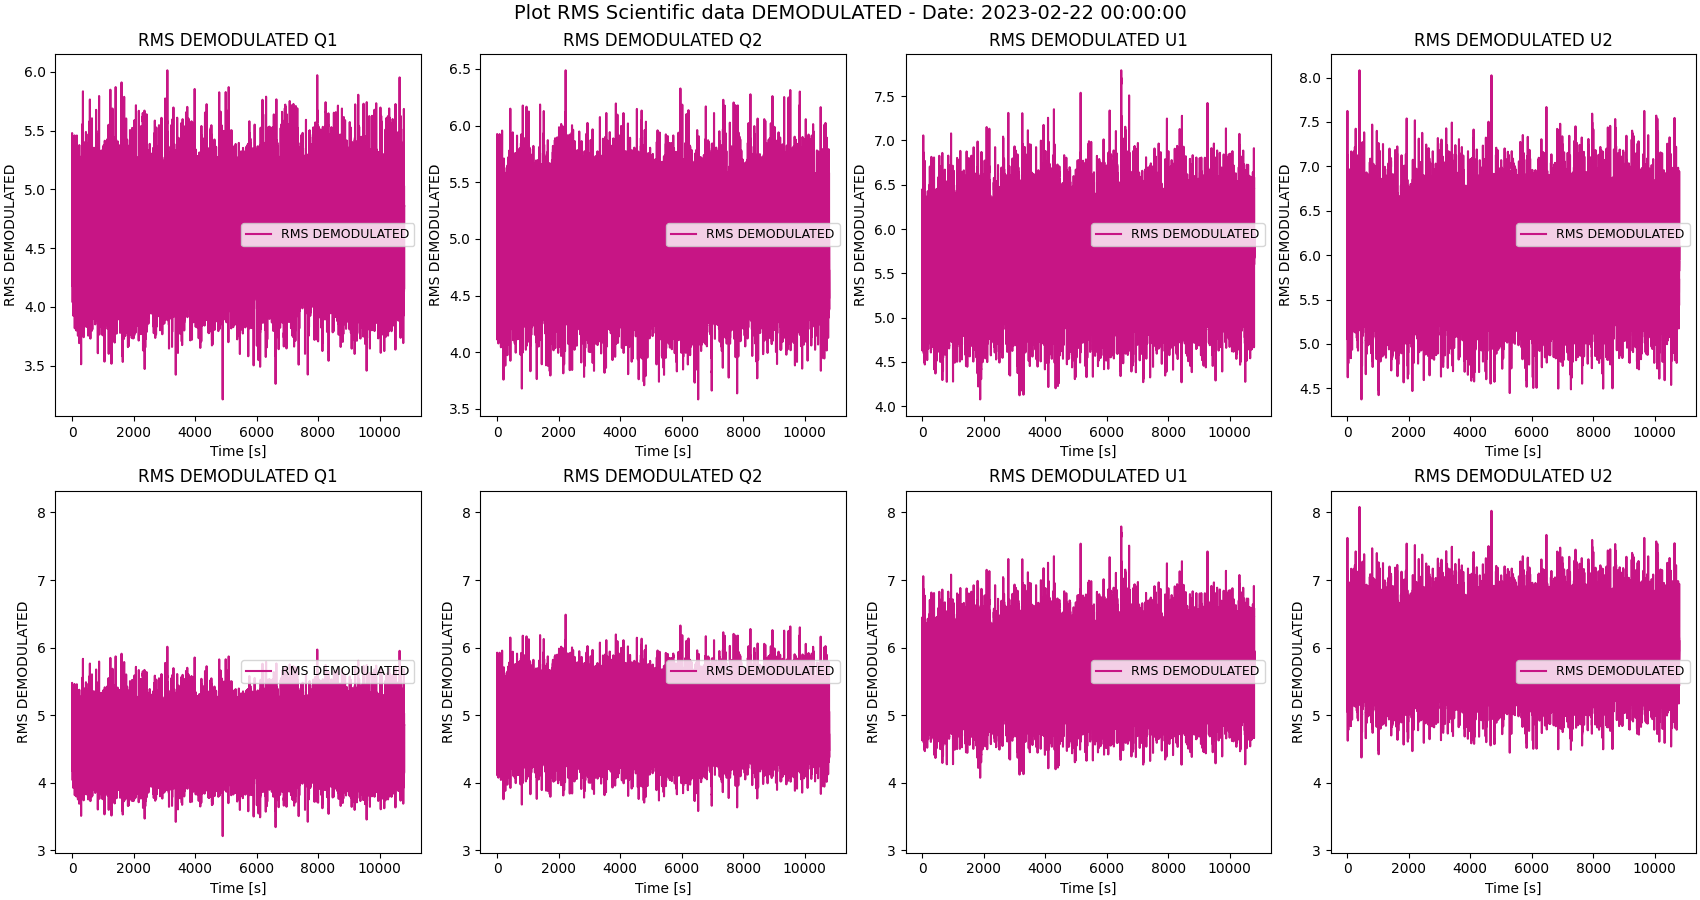 Plot RMS Scientific data DEMODULATED - Date: 2023-02-22 00:00:00
RMS DEMODULATED Q1
RMS DEMODULATED
6.0
5.5
5.0
4.5
4.0
3.5
RMS DEMODULATED
0 2000 4000 6000 8000 10000
Time [s]
RMS DEMODULATED Q2
RMS DEMODULATED
6.5
6.0
5.5
5.0
4.5
4.0
3.5
RMS DEMODULATED
0 2000 4000 6000 8000 10000
Time [s]
RMS DEMODULATED U1
RMS DEMODULATED
7.5
7.0
6.5
6.0
5.5
5.0
4.5
4.0
RMS DEMODULATED
0 2000 4000 6000 8000 10000
Time [s]
RMS DEMODULATED U2
RMS DEMODULATED
8.0
7.5
7.0
6.5
6.0
5.5
5.0
4.5
RMS DEMODULATED
0 2000 4000 6000 8000 10000
Time [s]
RMS DEMODULATED Q1
RMS DEMODULATED
8
7
6
5
4
3
RMS DEMODULATED
0 2000 4000 6000 8000 10000
Time [s]
RMS DEMODULATED Q2
RMS DEMODULATED
8
7
6
5
4
3
RMS DEMODULATED
0 2000 4000 6000 8000 10000
Time [s]
RMS DEMODULATED U1
RMS DEMODULATED
8
7
6
5
4
3
RMS DEMODULATED
0 2000 4000 6000 8000 10000
Time [s]
RMS DEMODULATED U2
RMS DEMODULATED
8
7
6
5
4
3
RMS DEMODULATED
0 2000 4000 6000 8000 10000
Time [s]